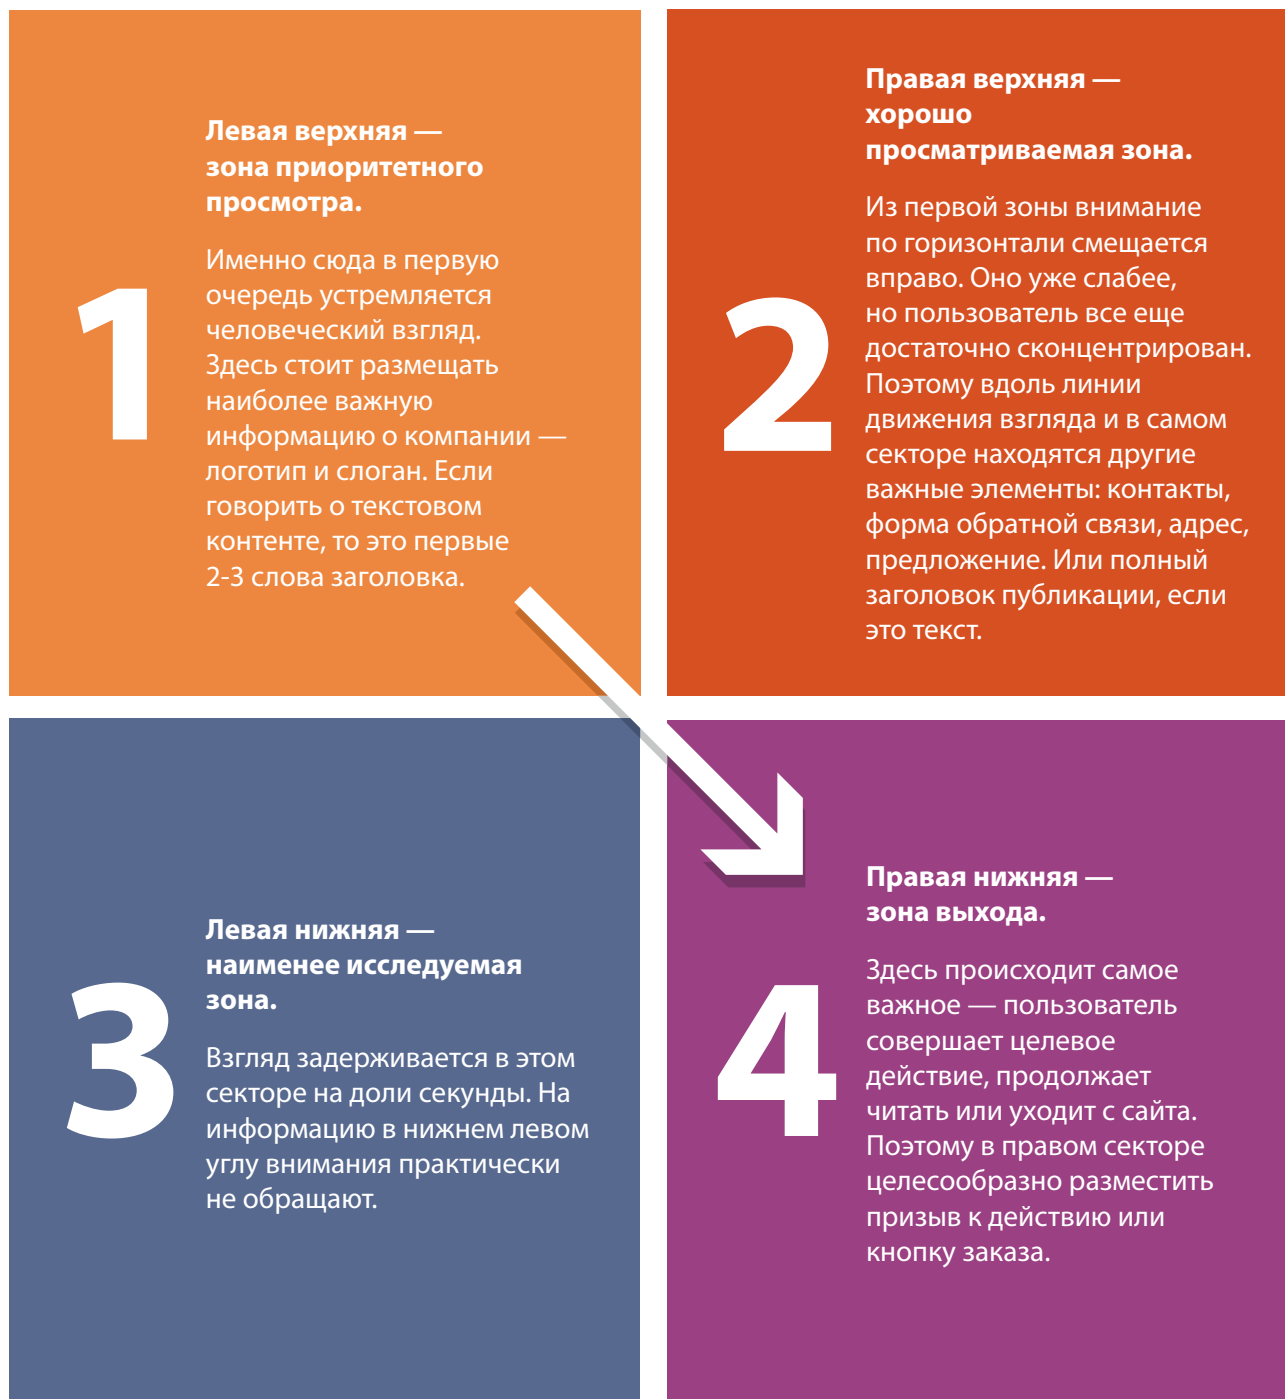 1
Левая верхняя —
зона приоритетного
просмотра.
Именно сюда в первую
очередь устремляется
человеческий взгляд.
Здесь стоит размещать
наиболее важную
информацию о компании —
логотип и слоган. Если
говорить о текстовом
контенте, то это первые
2-3 слова заголовка.
2
Правая верхняя —
хорошо
просматриваемая зона.
Из первой зоны внимание
по горизонтали смещается
вправо. Оно уже слабее,
но пользователь все еще
достаточно сконцентрирован.
Поэтому вдоль линии
движения взгляда и в самом
секторе находятся другие
важные элементы: контакты,
форма обратной связи, адрес,
предложение. Или полный
заголовок публикации, если
это текст.
3
Левая нижняя —
наименее исследуемая
зона.
Взгляд задерживается в этом
секторе на доли секунды. На
информацию в нижнем левом
углу внимания практически
не обращают.
4
Правая нижняя —
зона выхода.
Здесь происходит самое
важное — пользователь
совершает целевое
действие, продолжает
читать или уходит с сайта.
Поэтому в правом секторе
целесообразно разместить
призыв к действию или
кнопку заказа.